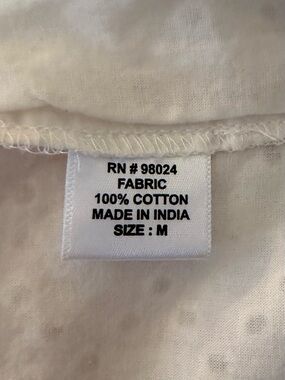 RN # 98024
FABRIC
100% COTTON
MADE IN INDIA
SIZE : M